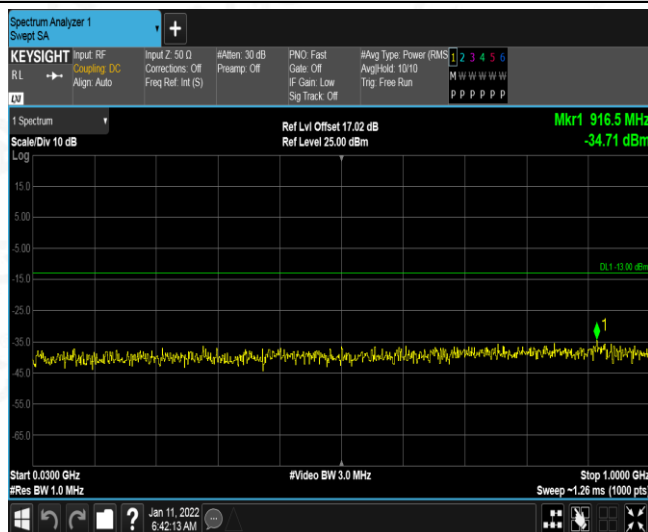 Spectrum Analyzer 1
Swept SA
+
KEYSIGHT
RL
Input: RF
Coupling: DC
Align: Auto
Input Z: 50 Ω
Corrections: Off
Freq Ref: Int (S)
#Atten: 30 dB
Preamp: Off
PNO: Fast
Gate: Off
IF Gain: Low
Sig Track: Off
#Avg Type: Power (RMS
Avg|Hold: 10/10
Trig: Free Run
1 2 3 4 5 6
M W W W W W
P P P P P P
LXI
1 Spectrum
Scale/Div 10 dB
Log
Ref Lvl Offset 17.02 dB
Ref Level 25.00 dBm
Mkr1 916.5 MHz
-34.71 dBm
15.0
5.00
-5.00
-15.0
-25.0
-35.0
-45.0
-55.0
-65.0
DL1 -13.00 dBm
1
Start 0.0300 GHz
#Res BW 1.0 MHz
#Video BW 3.0 MHz
Stop 1.0000 GHz
Sweep ~1.26 ms (1000 pts)
?
Jan 11, 2022
6:42:13 AM